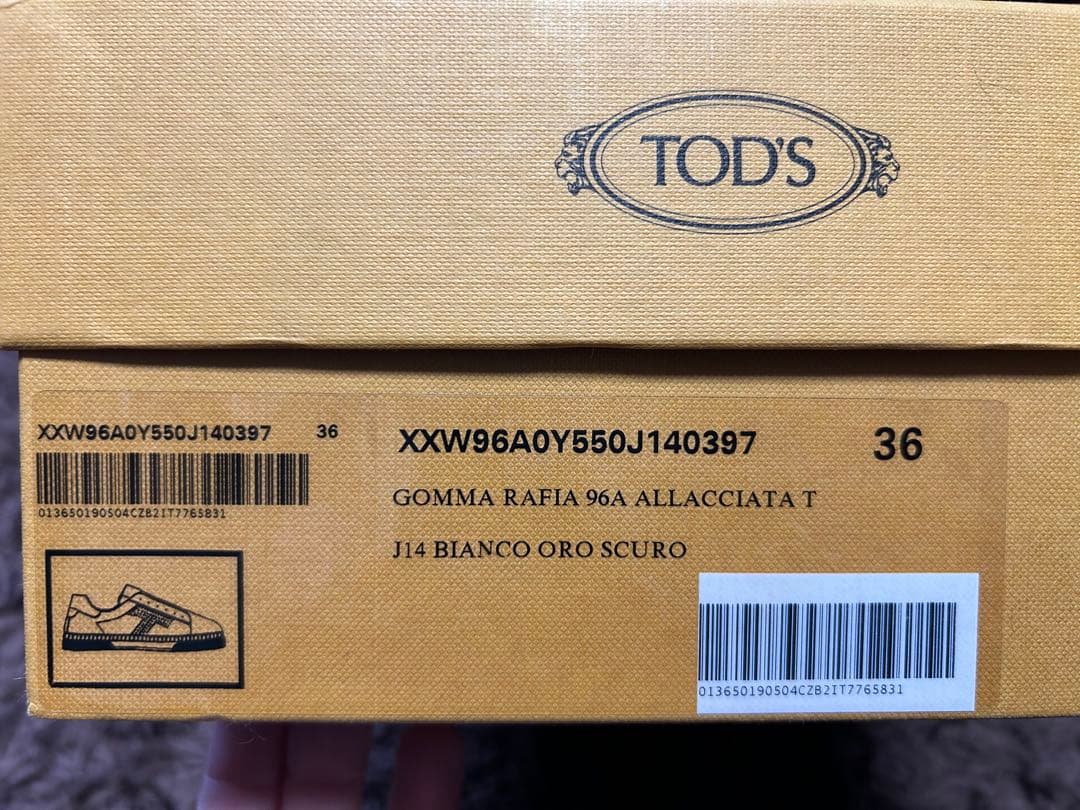 TOD'S
XXW96A0Y550J140397 36
013650190504CZB2IT7765831
XXW96A0Y550J140397 36
GOMMA RAFIA 96A ALLACCIATA T
J14 BIANCO ORO SCURO
013650190504CZB2IT7765831